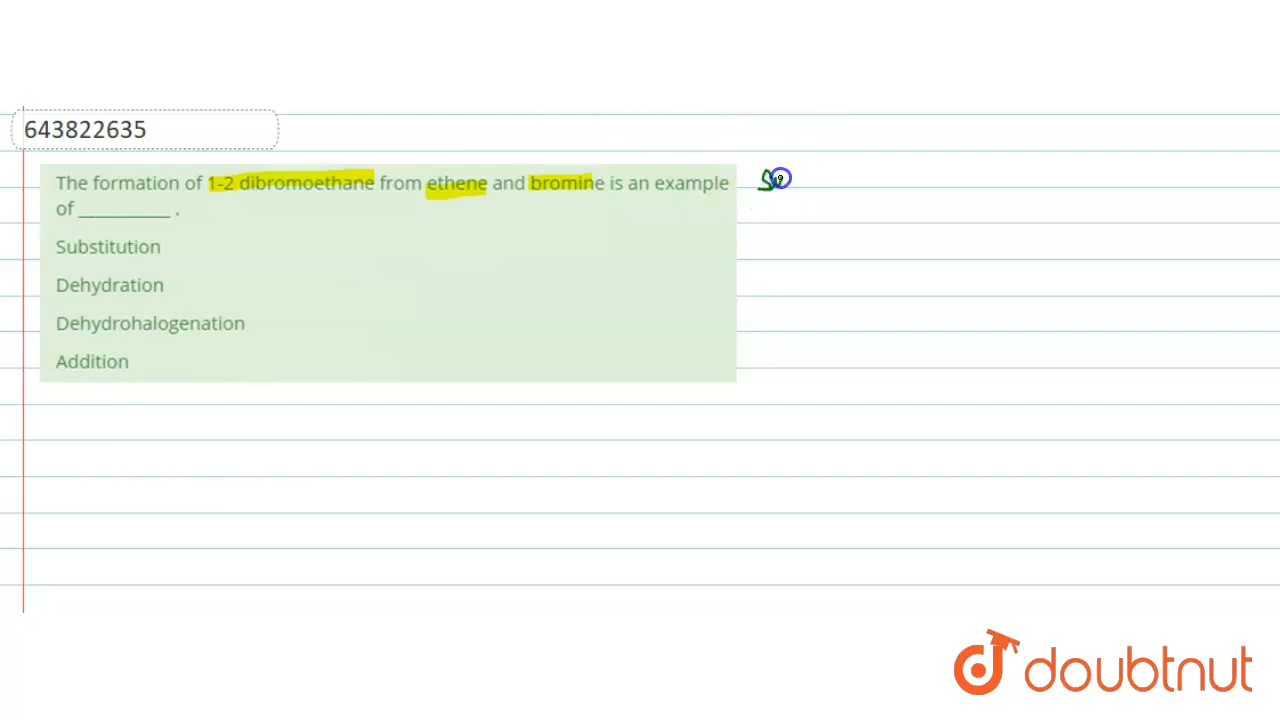 643822635
The formation of 1-2 dibromoethane from ethene and bromine is an example
of ___________ .
Substitution
Dehydration
Dehydrohalogenation
Addition
doubtnut